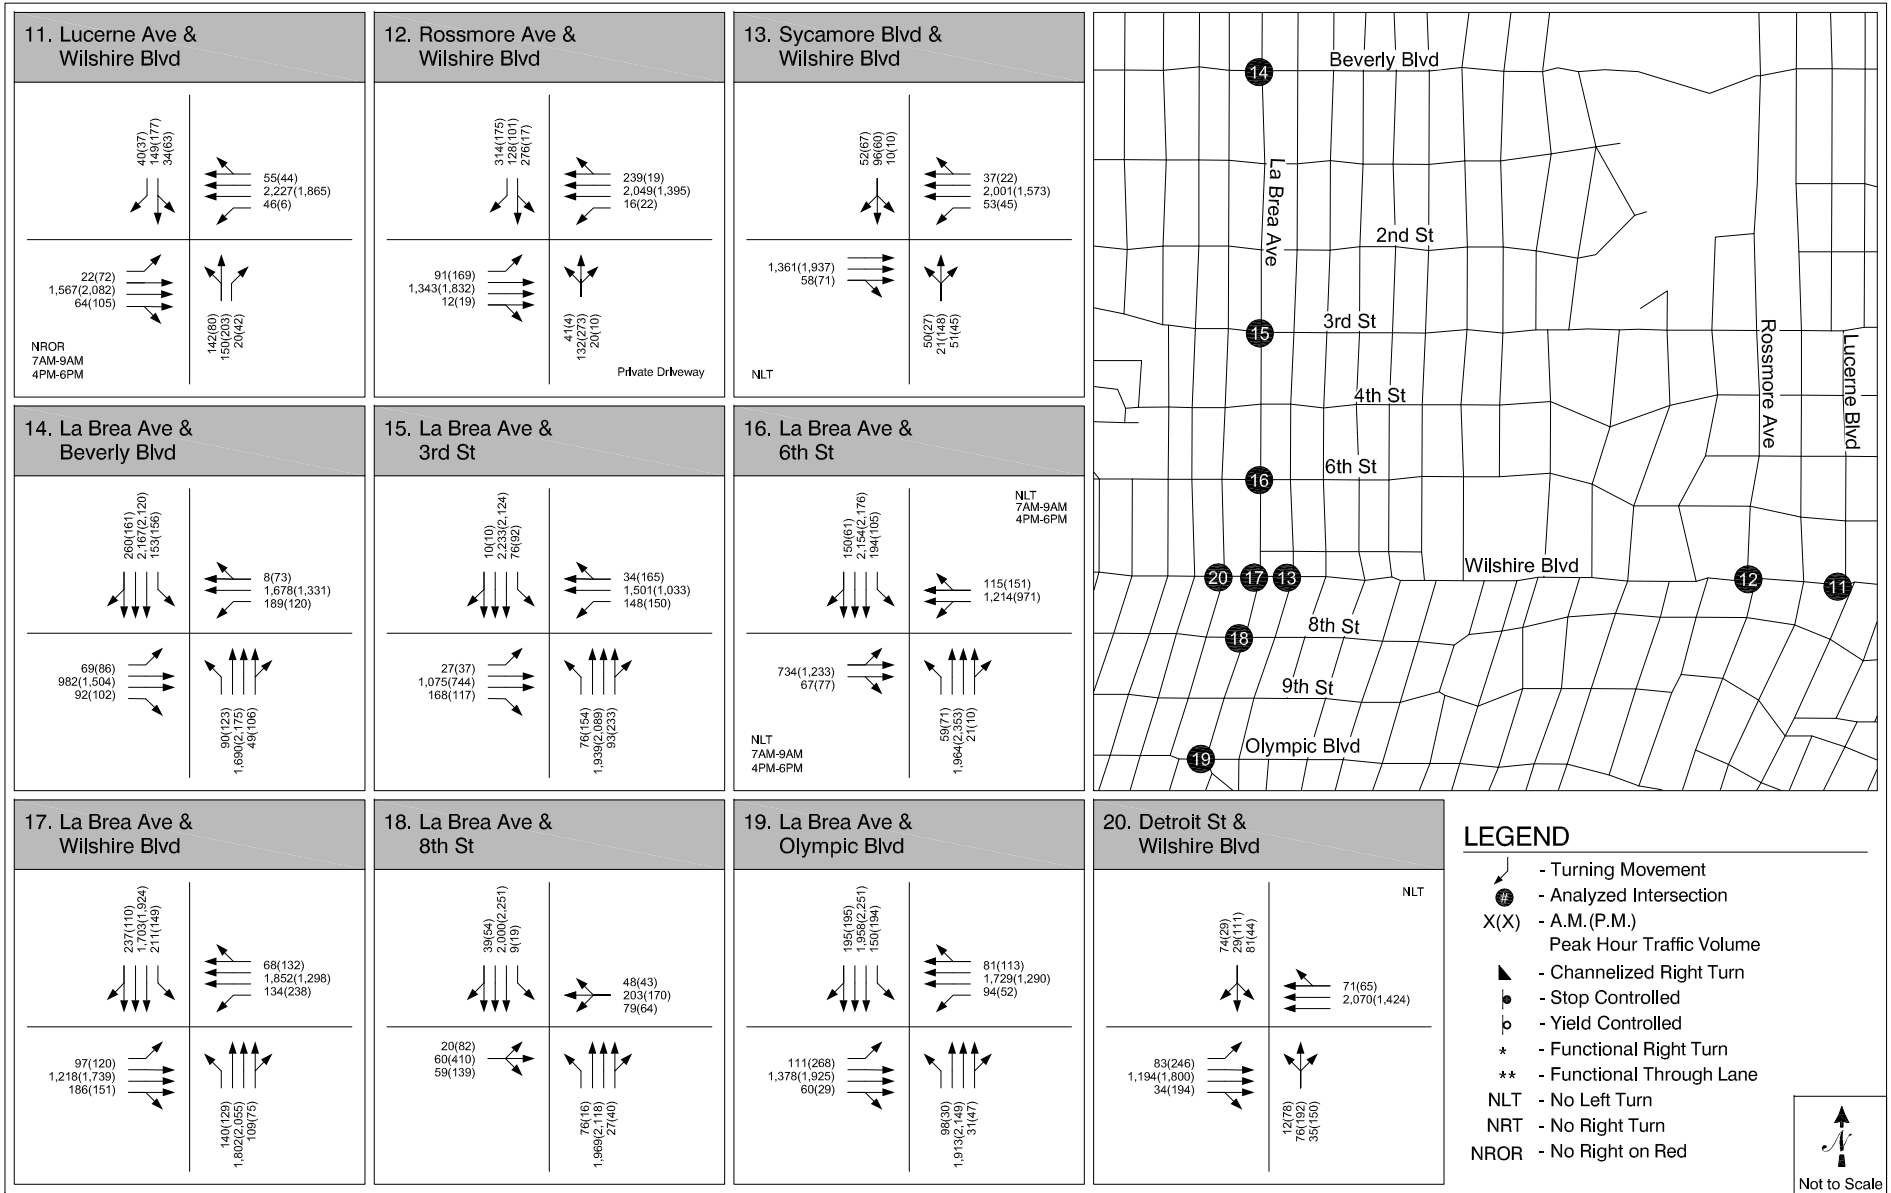 11. Lucerne Ave &
Wilshire Blvd
40(37)
149(177)
34(63)
55(44)
2,227(1,865)
46(6)
22(72)
1,567(2,082)
64(105)
142(80)
150(203)
20(42)
NROR
7AM-9AM
4PM-6PM
12. Rossmore Ave &
Wilshire Blvd
314(175)
128(101)
276(17)
239(19)
2,049(1,395)
16(22)
91(169)
1,343(1,832)
12(19)
41(4)
132(273)
20(10)
Private Driveway
13. Sycamore Blvd &
Wilshire Blvd
52(67)
96(60)
10(10)
37(22)
2,001(1,573)
53(45)
1,361(1,937)
58(71)
50(27)
21(148)
51(45)
NLT
14. La Brea Ave &
Beverly Blvd
260(161)
2,167(2,120)
153(156)
8(73)
1,678(1,331)
189(120)
69(86)
982(1,504)
92(102)
90(123)
1,690(2,175)
49(106)
15. La Brea Ave &
3rd St
10(10)
2,233(2,124)
76(92)
34(165)
1,501(1,033)
148(150)
27(37)
1,075(744)
168(117)
76(154)
1,939(2,089)
93(233)
16. La Brea Ave &
6th St
NLT
7AM-9AM
4PM-6PM
150(61)
2,154(2,176)
194(105)
115(151)
1,214(971)
734(1,233)
67(77)
59(71)
1,964(2,353)
21(10)
NLT
7AM-9AM
4PM-6PM
17. La Brea Ave &
Wilshire Blvd
237(110)
1,703(1,924)
211(149)
68(132)
1,852(1,298)
134(238)
97(120)
1,218(1,739)
186(151)
140(129)
1,802(2,055)
109(75)
18. La Brea Ave &
8th St
39(54)
2,000(2,251)
9(19)
48(43)
203(170)
79(64)
20(82)
60(410)
59(139)
76(16)
1,969(2,118)
27(40)
19. La Brea Ave &
Olympic Blvd
195(195)
1,958(2,251)
150(194)
81(113)
1,729(1,290)
94(52)
111(268)
1,378(1,925)
60(29)
98(30)
1,913(2,149)
31(47)
20. Detroit St &
Wilshire Blvd
NLT
74(29)
29(111)
81(44)
71(65)
2,070(1,424)
83(246)
1,194(1,800)
34(194)
12(78)
76(192)
35(150)
Beverly Blvd
14
La Brea Ave
2nd St
3rd St
15
Rossmore Ave
Lucerne Blvd
4th St
6th St
16
Wilshire Blvd
20
17
13
12
11
8th St
18
9th St
Olympic Blvd
19
LEGEND
- Turning Movement
# - Analyzed Intersection
X(X) - A.M.(P.M.)
Peak Hour Traffic Volume
- Channelized Right Turn
- Stop Controlled
- Yield Controlled
* - Functional Right Turn
** - Functional Through Lane
NLT - No Left Turn
NRT - No Right Turn
NROR - No Right on Red
N
Not to Scale